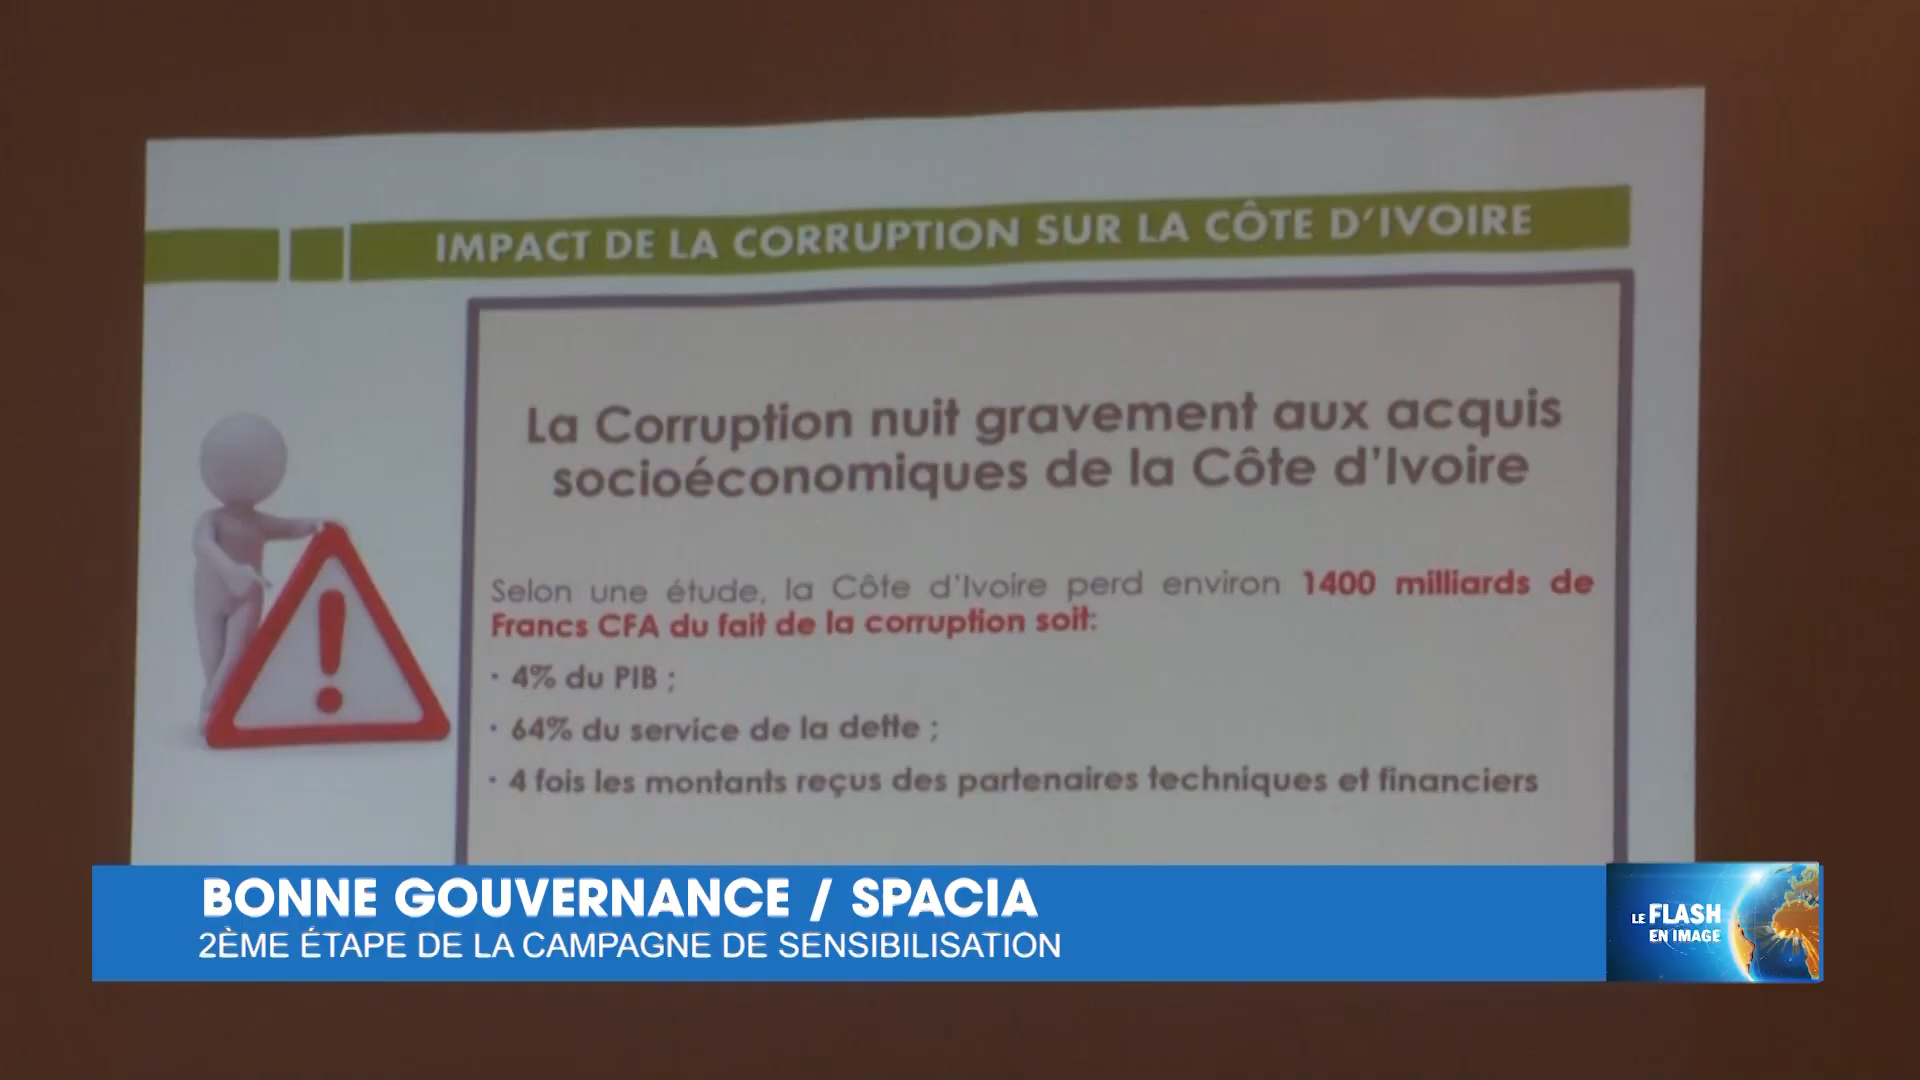 IMPACT DE LA CORRUPTION SUR LA CÔTE D'IVOIRE
La Corruption nuit gravement aux acquis
socioéconomiques de la Côte d'Ivoire
Selon une étude, la Côte d'Ivoire perd environ 1400 milliards de
Francs CFA du fait de la corruption soit:
· 4% du PIB ;
· 64% du service de la dette ;
· 4 fois les montants reçus des partenaires techniques et financiers
BONNE GOUVERNANCE / SPACIA
2ÈME ÉTAPE DE LA CAMPAGNE DE SENSIBILISATION
LE FLASH
EN IMAGE